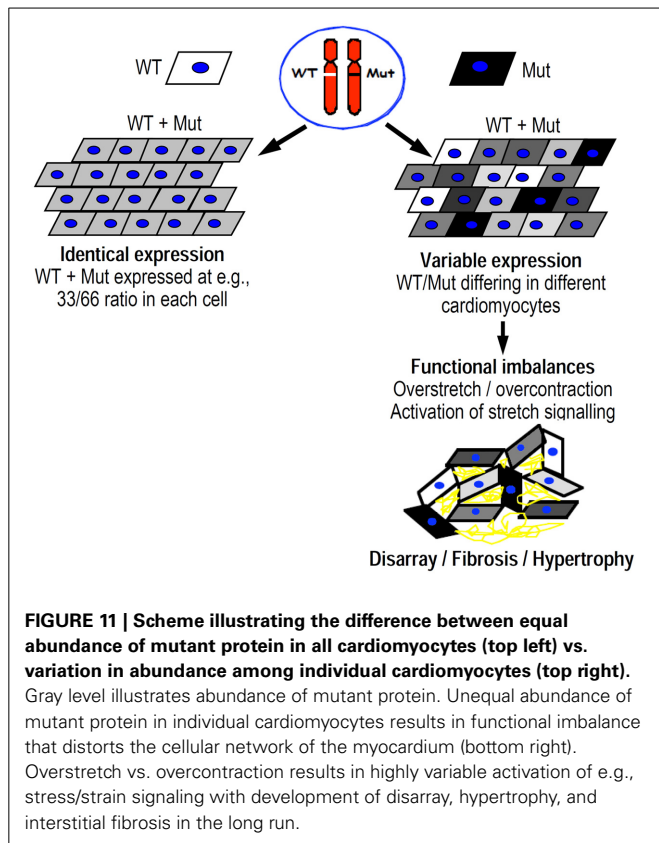 WT
WT Mut
Mut
WT + Mut
WT + Mut
Identical expression
WT + Mut expressed at e.g.,
33/66 ratio in each cell
Variable expression
WT/Mut differing in different
cardiomyocytes
Functional imbalances
Overstretch / overcontraction
Activation of stretch signalling
Disarray / Fibrosis / Hypertrophy
FIGURE 11 | Scheme illustrating the difference between equal
abundance of mutant protein in all cardiomyocytes (top left) vs.
variation in abundance among individual cardiomyocytes (top right).
Gray level illustrates abundance of mutant protein. Unequal abundance of
mutant protein in individual cardiomyocytes results in functional imbalance
that distorts the cellular network of the myocardium (bottom right).
Overstretch vs. overcontraction results in highly variable activation of e.g.,
stress/strain signaling with development of disarray, hypertrophy, and
interstitial fibrosis in the long run.